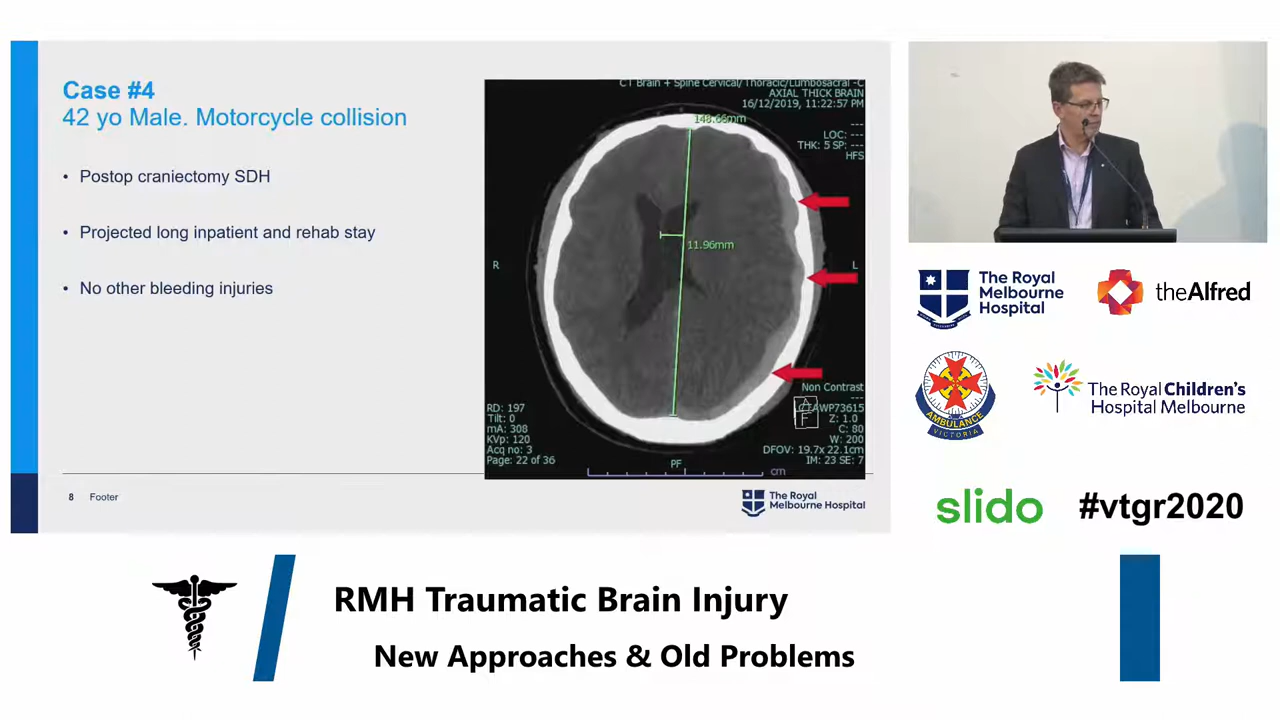 Case #4
42 yo Male. Motorcycle collision
• Postop craniectomy SDH
• Projected long inpatient and rehab stay
• No other bleeding injuries
CT Brain + Spine Cervical/Thoracic/Lumbosacral -C
AXIAL THICK BRAIN
16/12/2019, 11:22:57 PM
148.66mm
---
LOC: ---
THK: 5 SP: ---
HFS
11.96mm
R
L
Non Contrast
---
CTAWP73615
Z: 1.0
C: 80
W: 200
DFOV: 19.7x 22.1cm
IM: 23 SE: 7
A
F
RD: 197
Tilt: 0
mA: 308
KVp: 120
Acq no: 3
Page: 22 of 36
PF
cm
8 Footer
The Royal
Melbourne Hospital
The Royal
Melbourne
Hospital
theAlfred
AMBULANCE
VICTORIA
The Royal Children's
Hospital Melbourne
slido #vtgr2020
RMH Traumatic Brain Injury
New Approaches & Old Problems